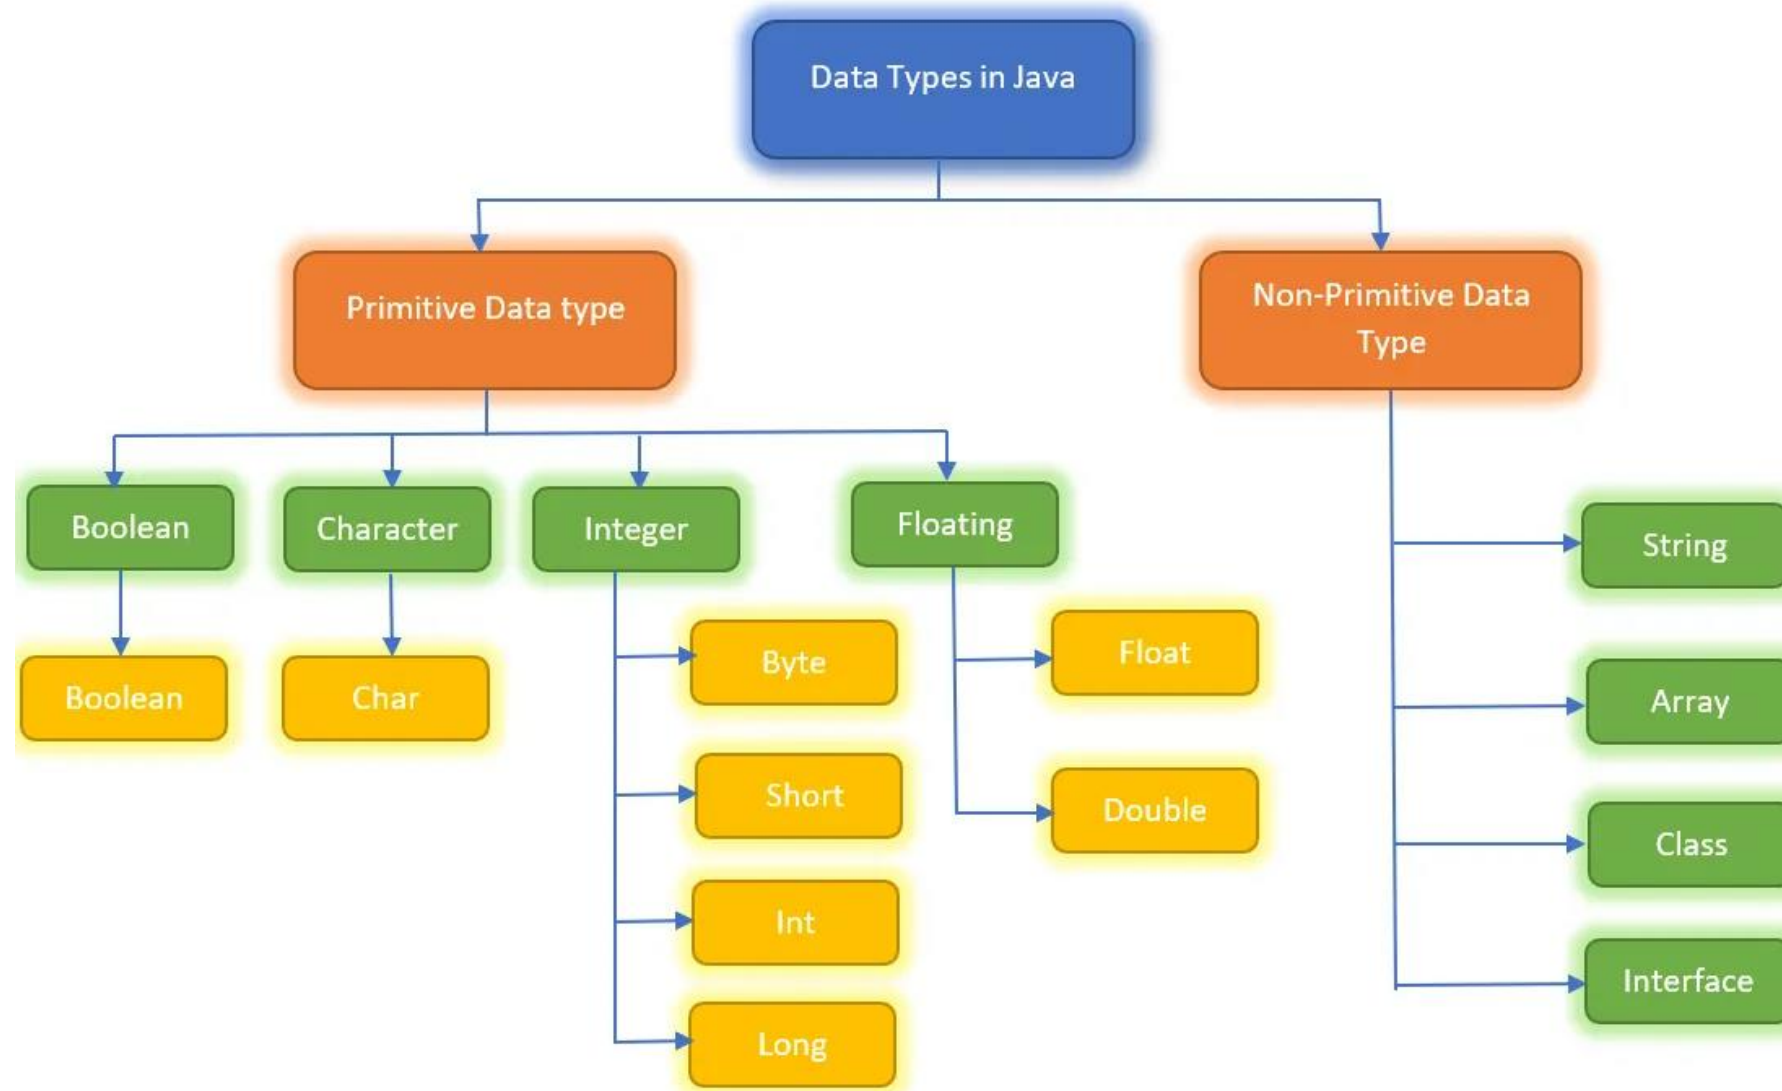 Data Types in Java
Primitive Data type
Non-Primitive Data
Type
Boolean
Character
Integer
Floating
String
Boolean
Char
Byte
Float
Array
Short
Double
Class
Int
Interface
Long